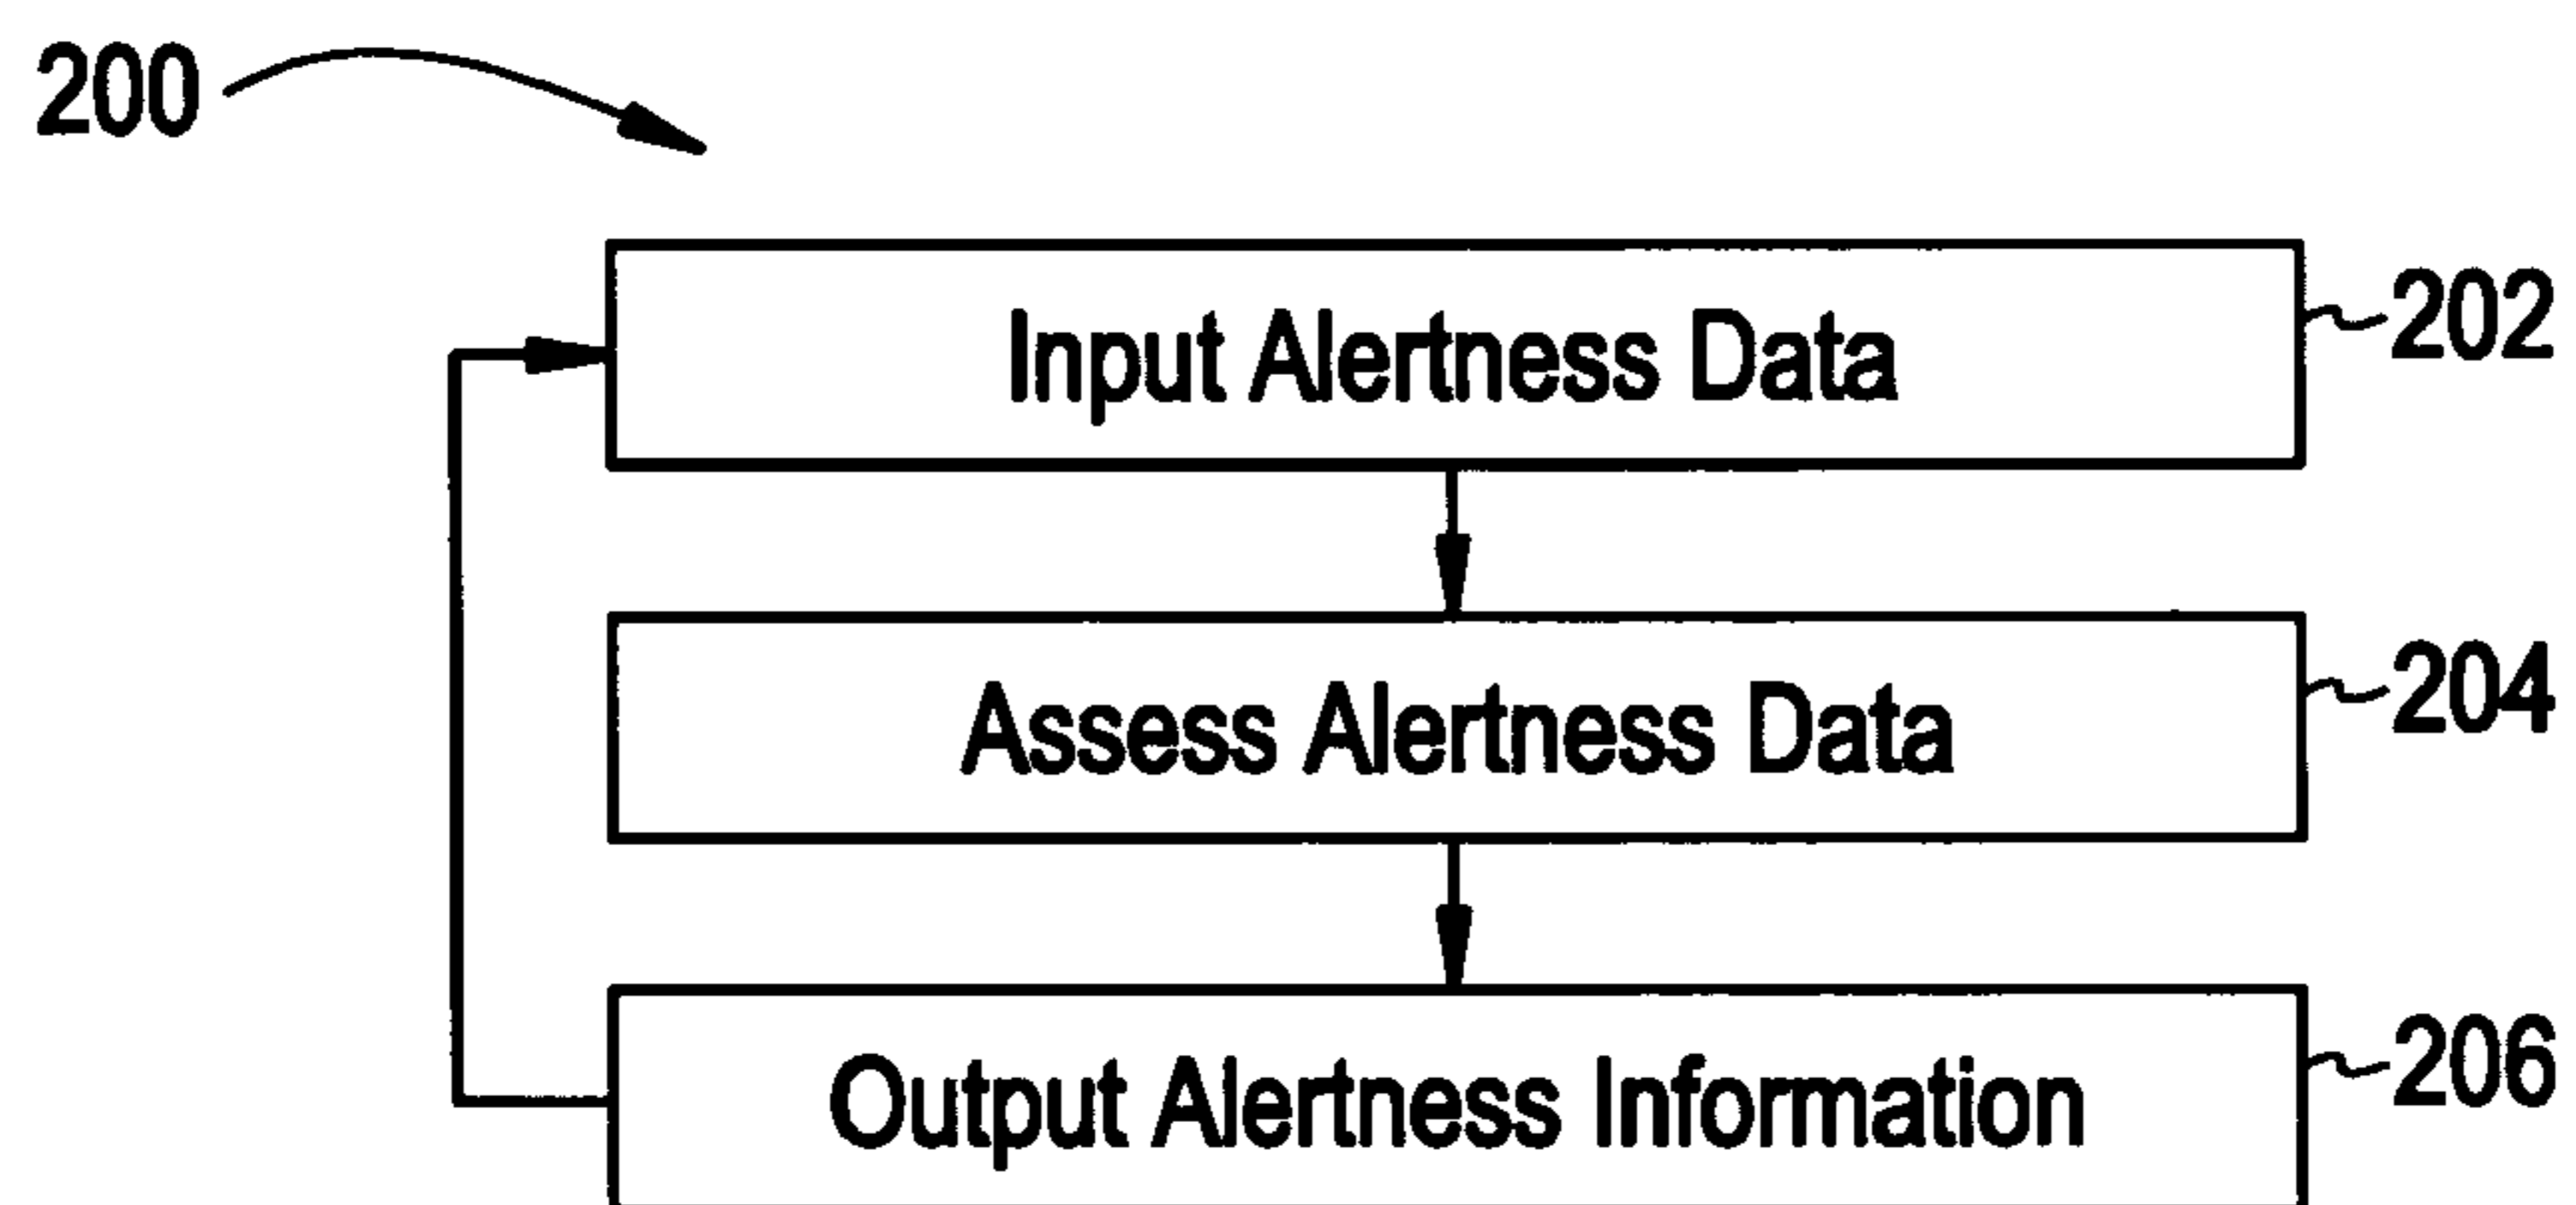 200
Input Alertness Data
202
Assess Alertness Data
204
Output Alertness Information
206